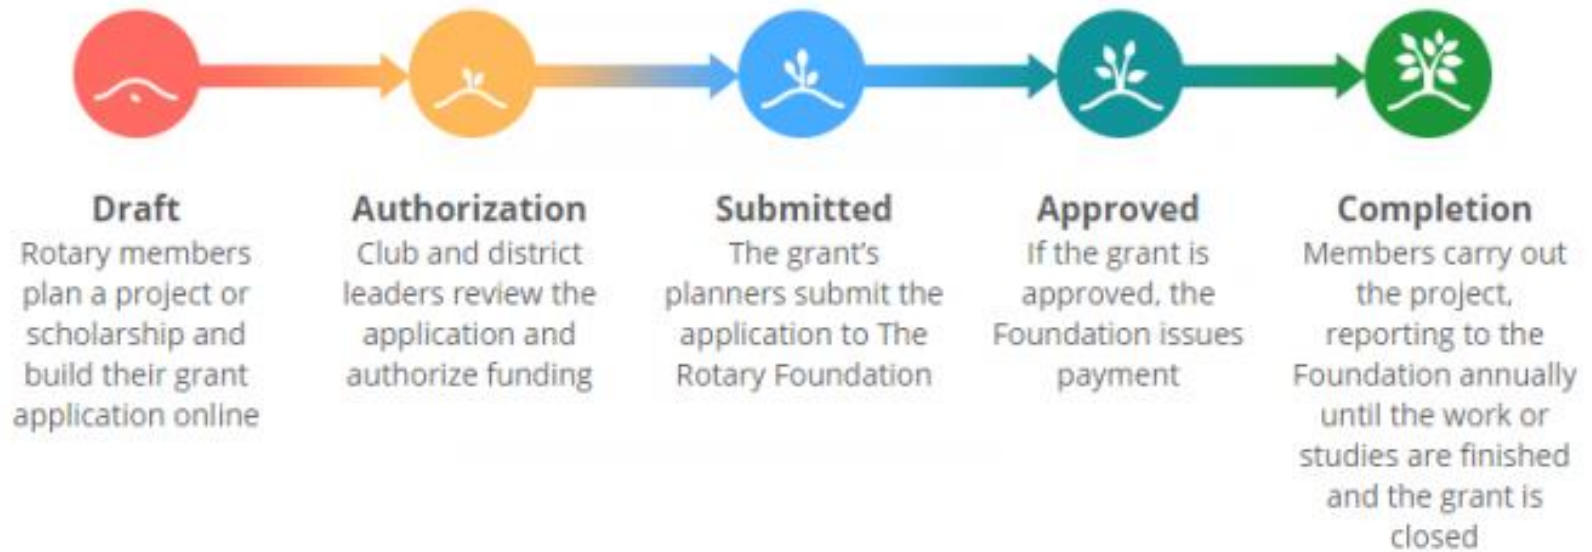 Draft
Rotary members
plan a project or
scholarship and
build their grant
application online
Authorization
Club and district
leaders review the
application and
authorize funding
Submitted
The grant’s
planners submit the
application to The
Rotary Foundation
Approved
If the grant is
approved, the
Foundation issues
payment
Completion
Members carry out
the project,
reporting to the
Foundation annually
until the work or
studies are finished
and the grant is
closed